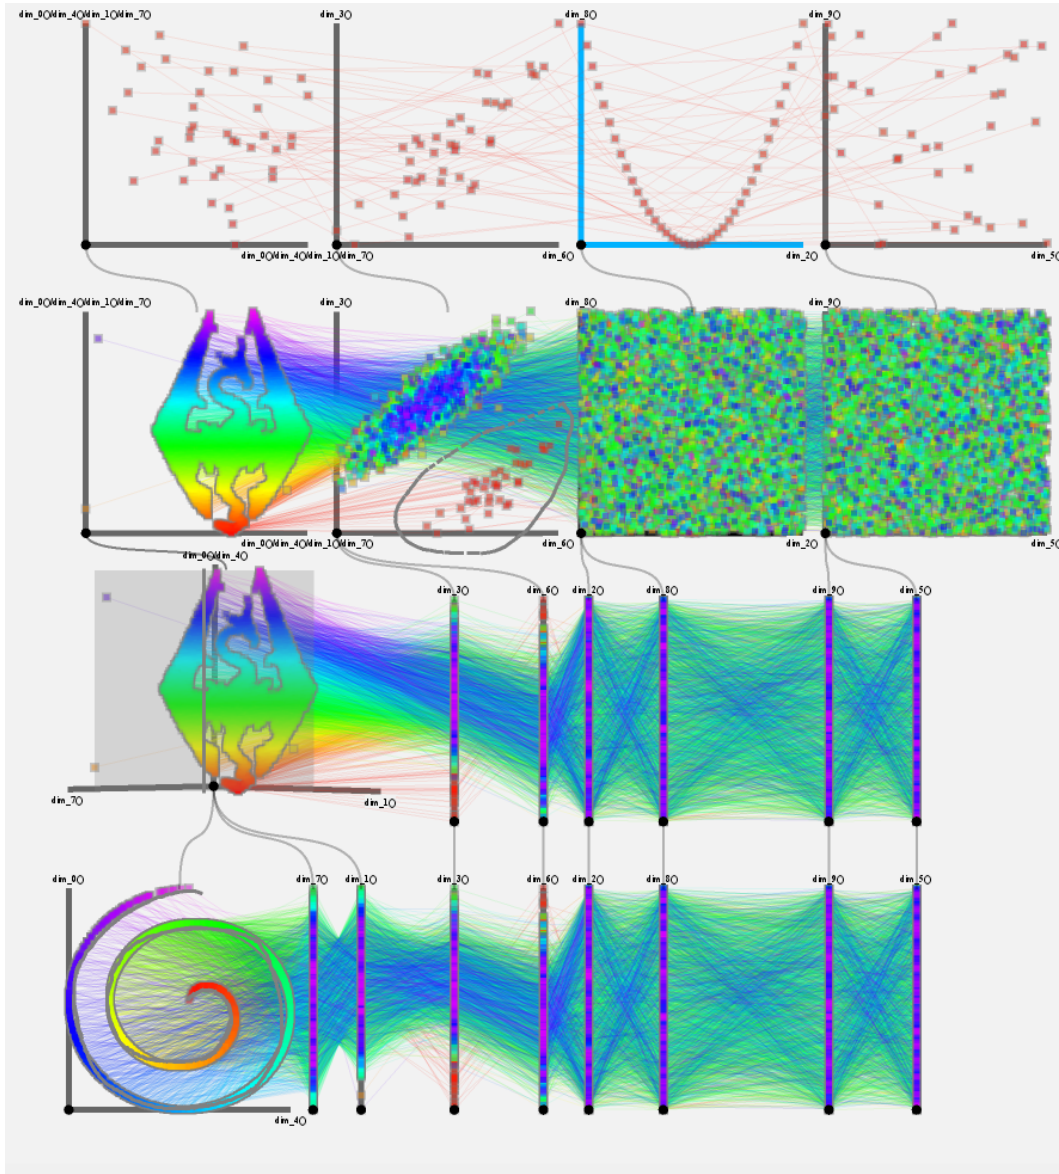 dim_0()/dim_4()/dim_1()/dim_7() dim_3() dim_8() dim_9()
dim_0()/dim_4()/dim_1()/dim_7() dim_6() dim_2() dim_5()
dim_0()/dim_4()/dim_1()/dim_7() dim_3() dim_8() dim_9()
dim_0()/dim_4()/dim_1()/dim_7() dim_6() dim_2() dim_5()
dim_0()/dim_4()
dim_3() dim_6() dim_2() dim_8() dim_9() dim_5()
dim_7() dim_1()
dim_0() dim_7() dim_1() dim_3() dim_6() dim_2() dim_8() dim_9() dim_5()
dim_4()